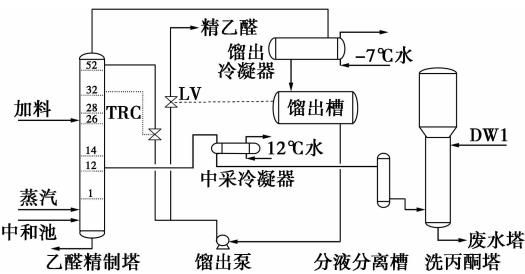 精乙醛
馏出
冷凝器
-7℃水
52
32
28
26
14
12
1
TRC
LV
馏出槽
加料
12℃水
中采冷凝器
DW1
蒸汽
中和池
乙醛精制塔
馏出泵
分液分离槽
废水塔
洗丙酮塔